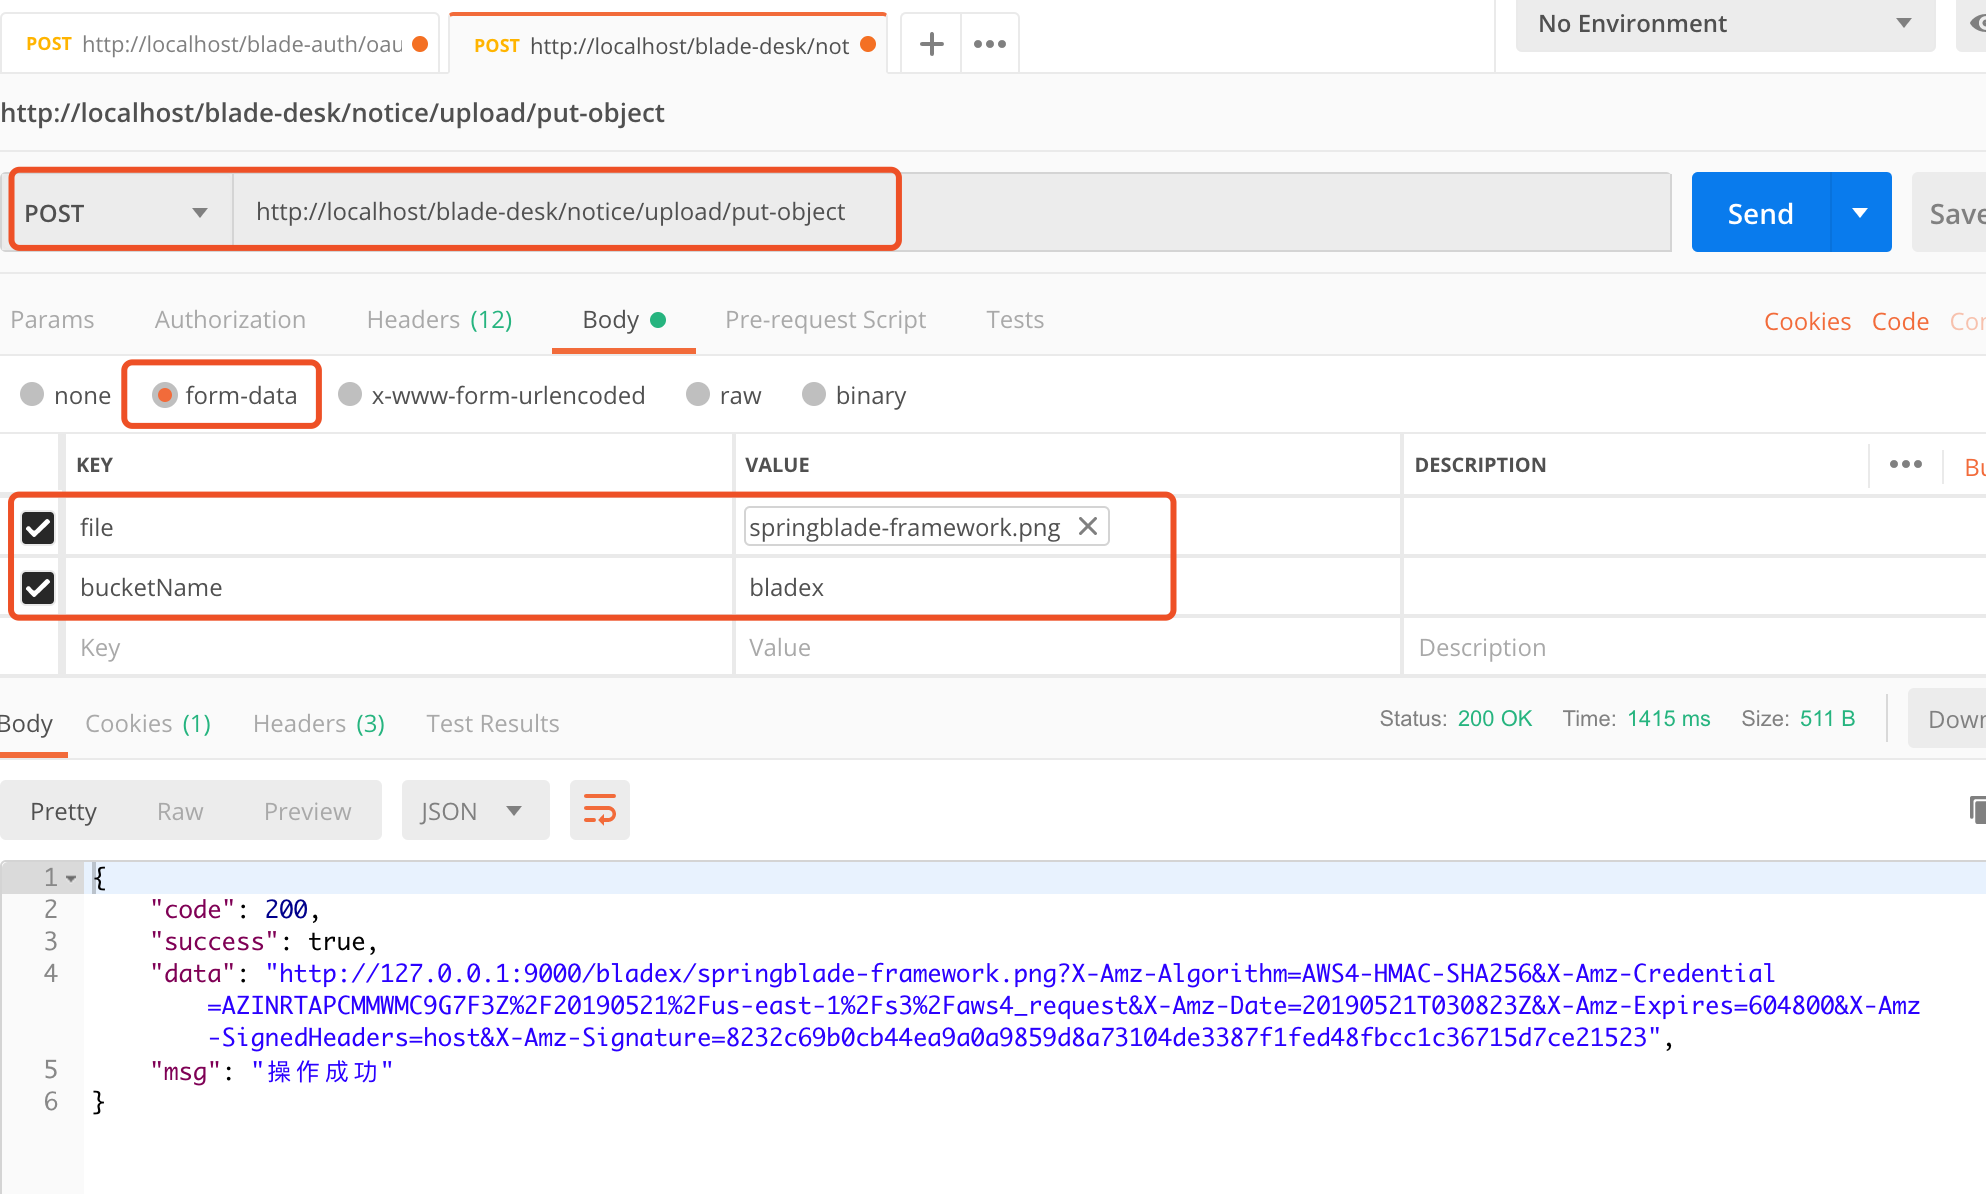 POST http://localhost/blade-auth/oau
POST http://localhost/blade-desk/not
No Environment
http://localhost/blade-desk/notice/upload/put-object
POST http://localhost/blade-desk/notice/upload/put-object
Send
Save
Params Authorization Headers (12) Body Pre-request Script Tests
Cookies Code
none form-data x-www-form-urlencoded raw binary
KEY VALUE DESCRIPTION
file springblade-framework.png
bucketName bladex
Key Value Description
Body Cookies (1) Headers (3) Test Results
Status: 200 OK Time: 1415 ms Size: 511 B
Pretty Raw Preview JSON
1 {
2 "code": 200,
3 "success": true,
4 "data": "http://127.0.0.1:9000/bladex/springblade-framework.png?X-Amz-Algorithm=AWS4-HMAC-SHA256&X-Amz-Credential
=AZINRTAPCMMWMC9G7F3Z%2F20190521%2Fus-east-1%2Fs3%2Faws4_request&X-Amz-Date=20190521T030823Z&X-Amz-Expires=604800&X-Amz
-SignedHeaders=host&X-Amz-Signature=8232c69b0cb44ea9a0a9859d8a73104de3387f1fed48fbcc1c36715d7ce21523",
5 "msg": "操作成功"
6 }